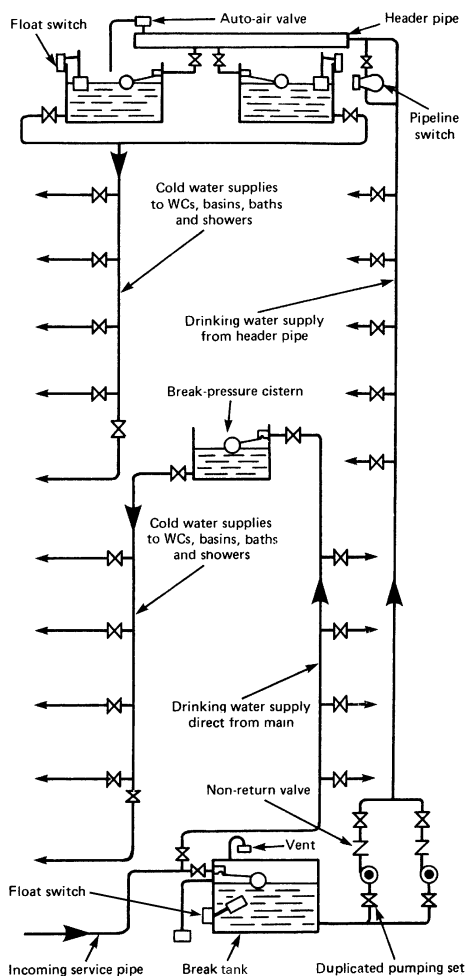 Auto-air valve
Header pipe
Float switch
Pipeline
switch
Cold water supplies
to WCs, basins, baths
and showers
Drinking water supply
from header pipe
Break-pressure cistern
Cold water supplies
to WCs, basins, baths
and showers
Drinking water supply
direct from main
Non-return valve
Vent
Float switch
Incoming service pipe
Break tank
Duplicated pumping set